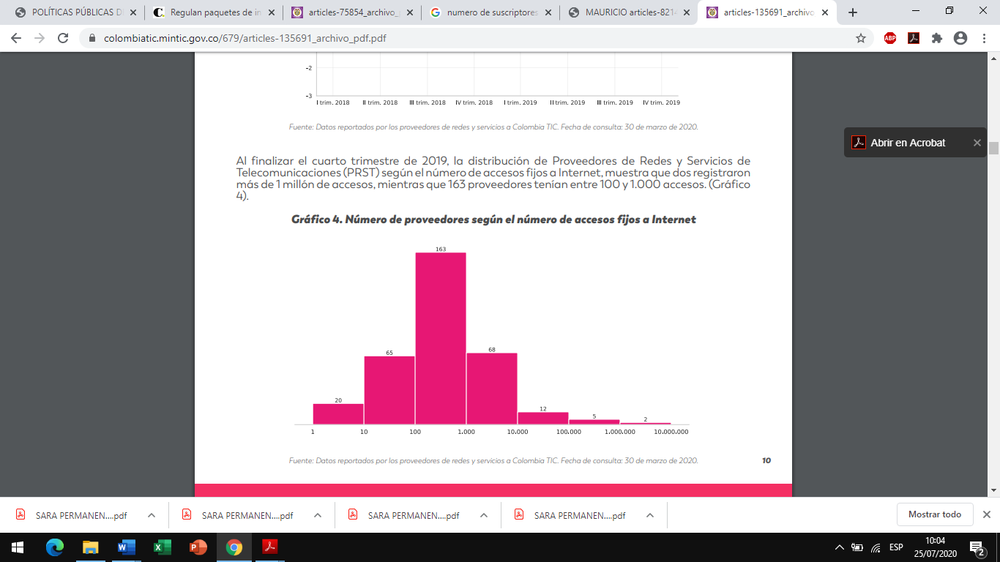 POLÍTICAS PÚBLICAS D
Regulan paquetes de in
articles-75854_archivo_
numero de suscriptores
MAURICIO articles-821
articles-135691_archivo
colombiatic.mintic.gov.co/679/articles-135691_archivo_pdf.pdf
ABP
-2
-3
I trim. 2018 II trim. 2018 III trim. 2018 IV trim. 2018 I trim. 2019 II trim. 2019 III trim. 2019 IV trim. 2019
Fuente: Datos reportados por los proveedores de redes y servicios a Colombia TIC. Fecha de consulta: 30 de marzo de 2020.
Abrir en Acrobat
Al finalizar el cuarto trimestre de 2019, la distribución de Proveedores de Redes y Servicios de
Telecomunicaciones (PRST) según el número de accesos fijos a Internet, muestra que dos registraron
más de 1 millón de accesos, mientras que 163 proveedores tenían entre 100 y 1.000 accesos. (Gráfico
4).
Gráfico 4. Número de proveedores según el número de accesos fijos a Internet
163
65
68
20
12
5
2
1 10 100 1.000 10.000 100.000 1.000.000 10.000.000
Fuente: Datos reportados por los proveedores de redes y servicios a Colombia TIC. Fecha de consulta: 30 de marzo de 2020.
10
SARA PERMANEN....pdf
SARA PERMANEN....pdf
SARA PERMANEN....pdf
SARA PERMANEN....pdf
Mostrar todo
ESP
10:04
25/07/2020
2